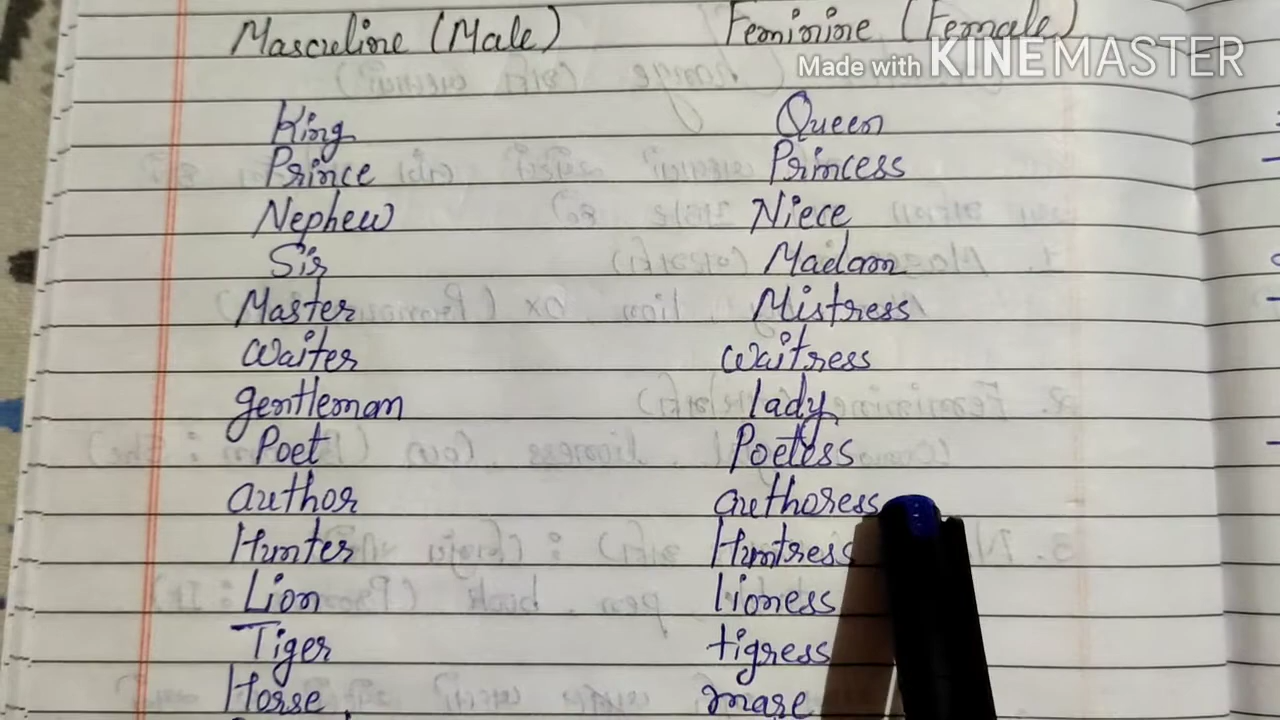 Masculine (Male) Feminine (Female)
Made with KINEMASTER
King Queen
Prince Princess
Nephew Niece
Sir Madam
Master Mistress
Waiter Waitress
gentleman lady
Poet Poetess
author authoress
Hunter Huntress
Lion lioness
Tiger tigress
Horse mare